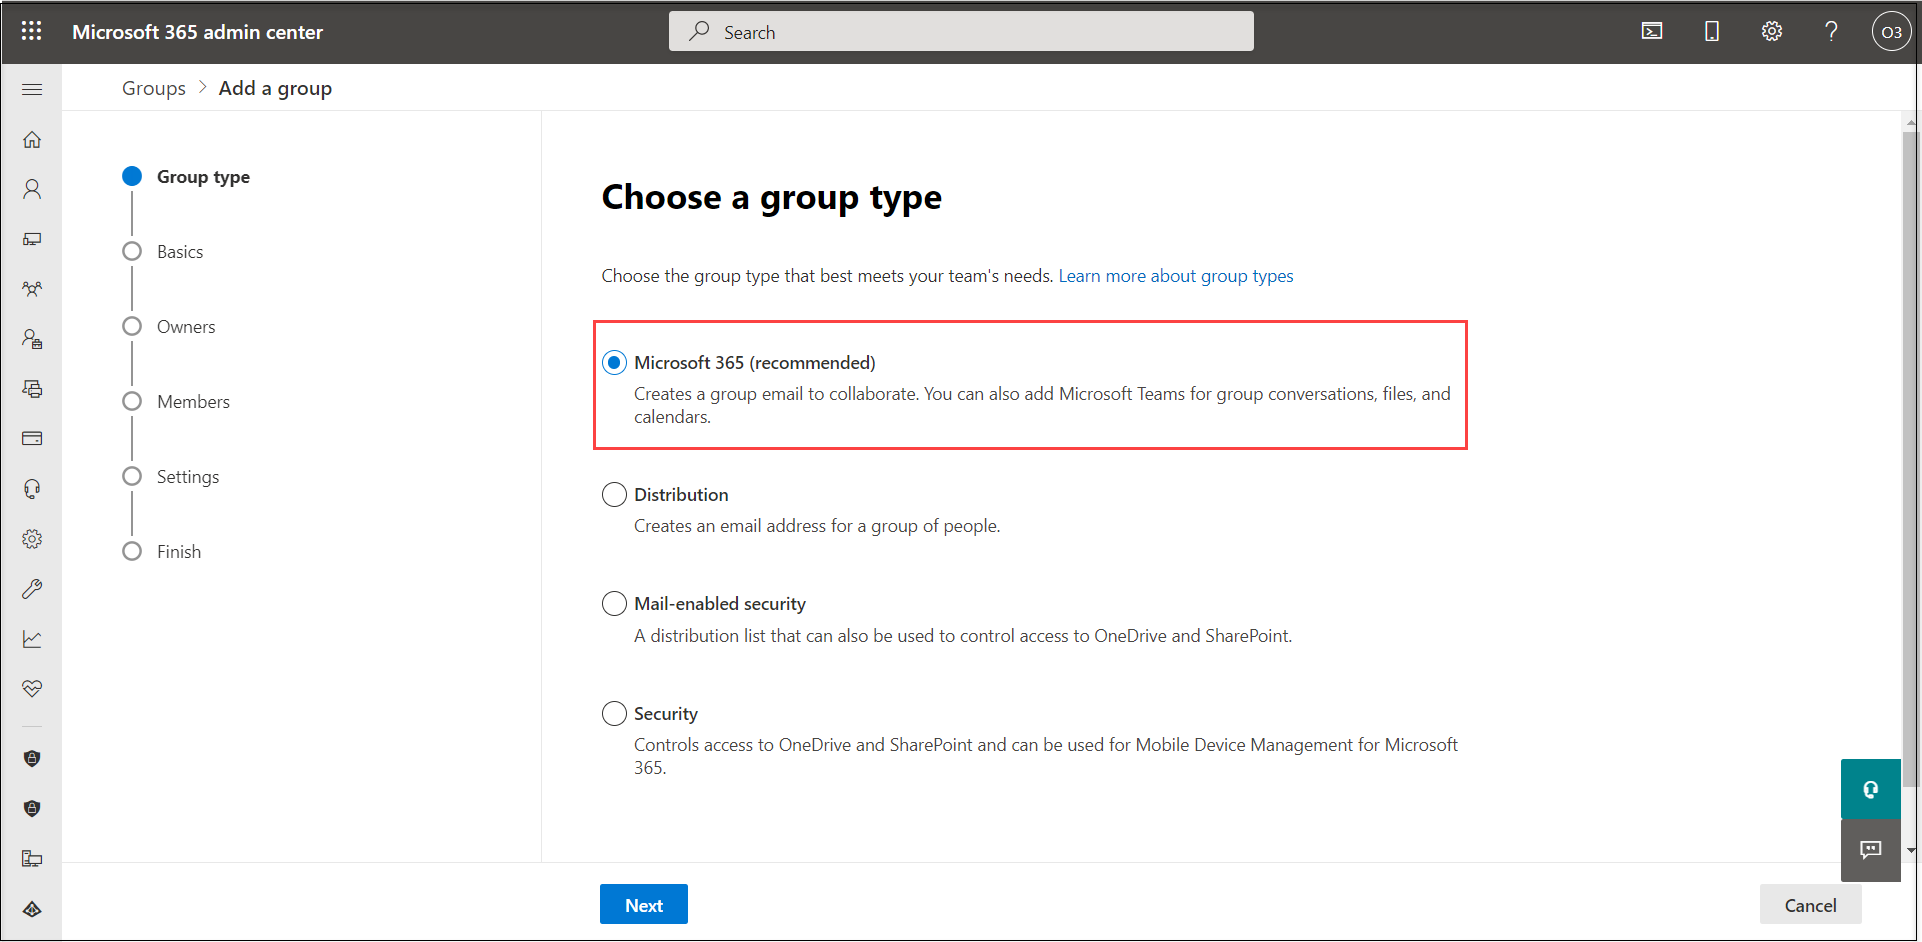 Microsoft 365 admin center
Search
O3
Groups > Add a group
Group type
Basics
Owners
Members
Settings
Finish
Choose a group type
Choose the group type that best meets your team's needs. Learn more about group types
Microsoft 365 (recommended)
Creates a group email to collaborate. You can also add Microsoft Teams for group conversations, files, and
calendars.
Distribution
Creates an email address for a group of people.
Mail-enabled security
A distribution list that can also be used to control access to OneDrive and SharePoint.
Security
Controls access to OneDrive and SharePoint and can be used for Mobile Device Management for Microsoft
365.
Next
Cancel